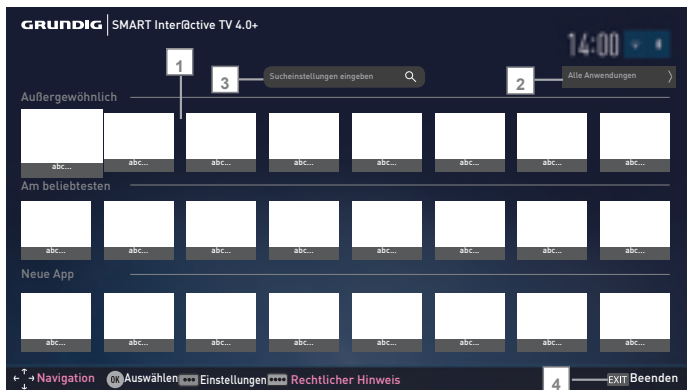 GRUNDIG SMART Inter@ctive TV 4.0+
14:00
1
3
Sucheinstellungen eingeben
2
Alle Anwendungen
Außergewöhnlich
abc... abc... abc... abc... abc... abc... abc... abc...
Am beliebtesten
abc... abc... abc... abc... abc... abc... abc... abc...
Neue App
abc... abc... abc... abc... abc... abc... abc... abc...
Navigation OK Auswählen Einstellungen Rechtlicher Hinweis 4 EXIT Beenden